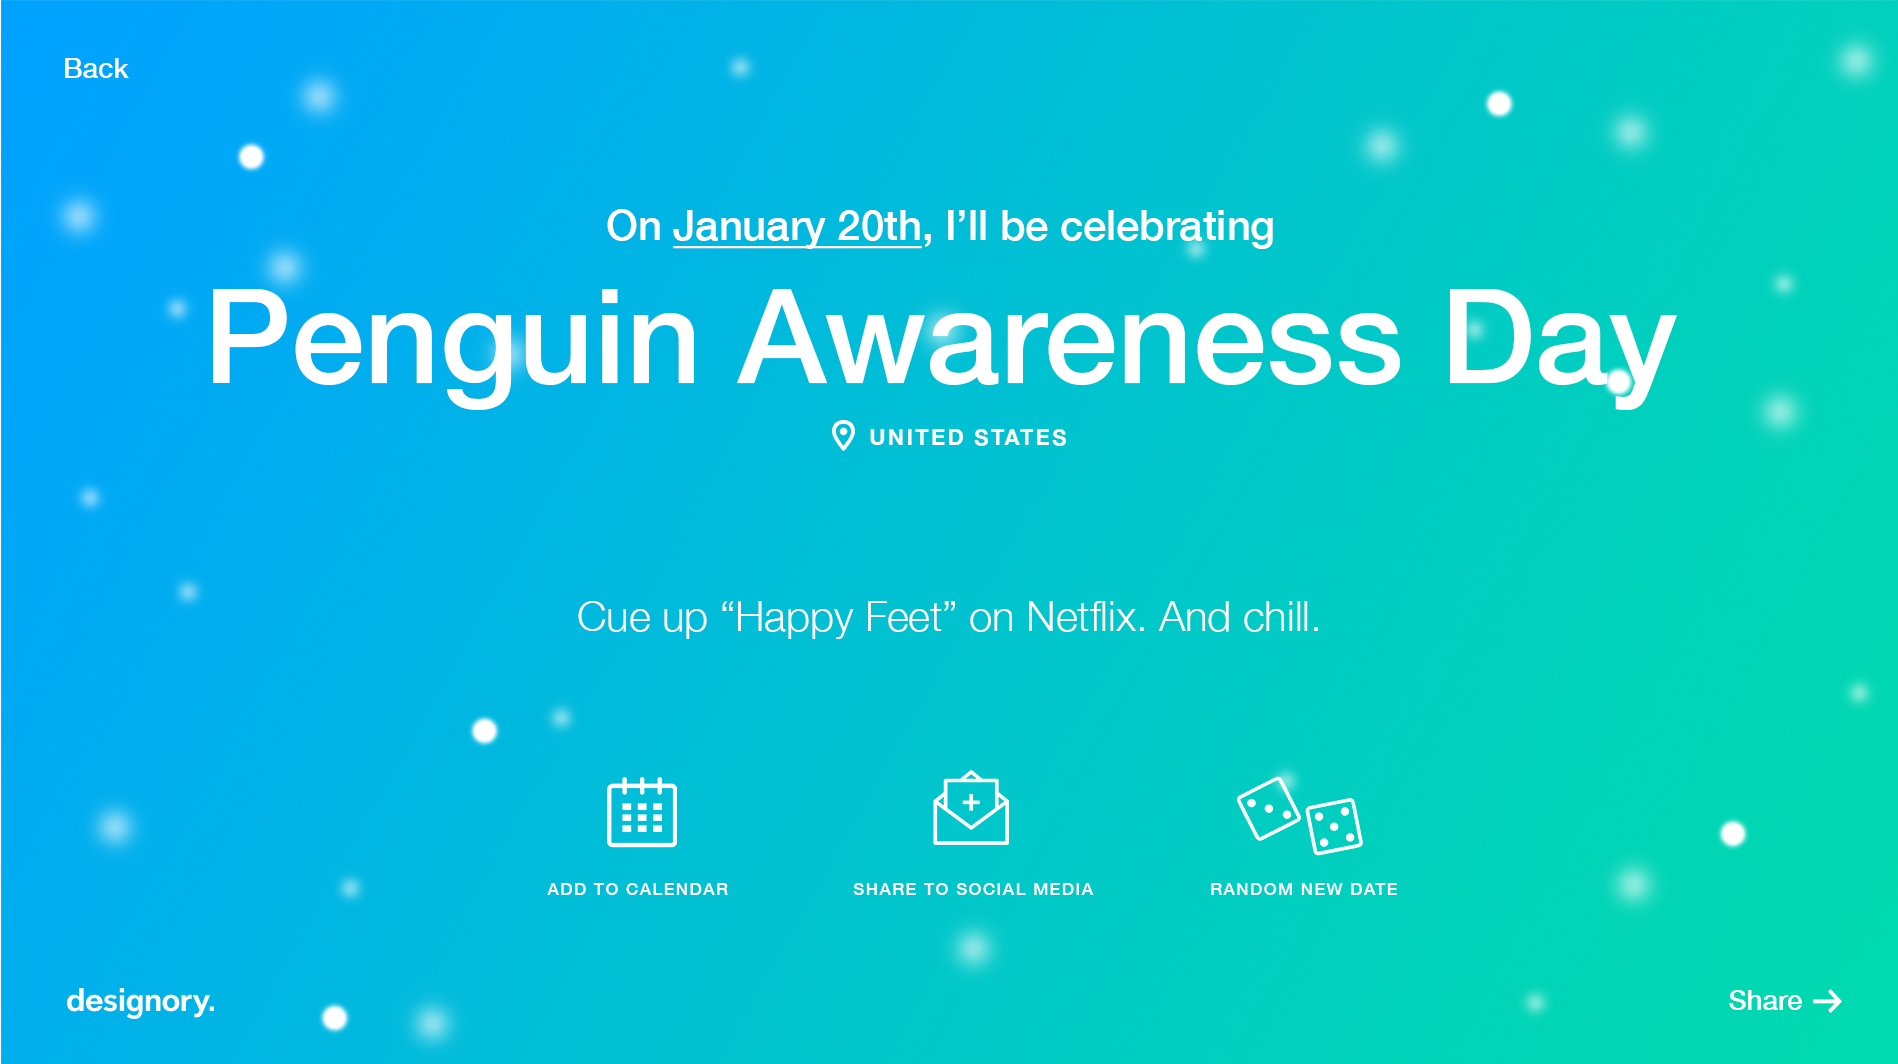 Back
On January 20th, I’ll be celebrating
Penguin Awareness Day
UNITED STATES
Cue up “Happy Feet” on Netflix. And chill.
ADD TO CALENDAR
SHARE TO SOCIAL MEDIA
RANDOM NEW DATE
designory.
Share